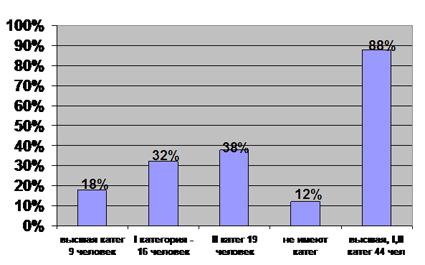 100%
90%
80%
70%
60%
50%
40%
30%
20%
10%
0%
18%
32%
38%
12%
88%
высшая катег
9 человек
I категория -
16 человек
II катег 19
человек
не имеют
катег
высшая, I,II
катег 44 чел